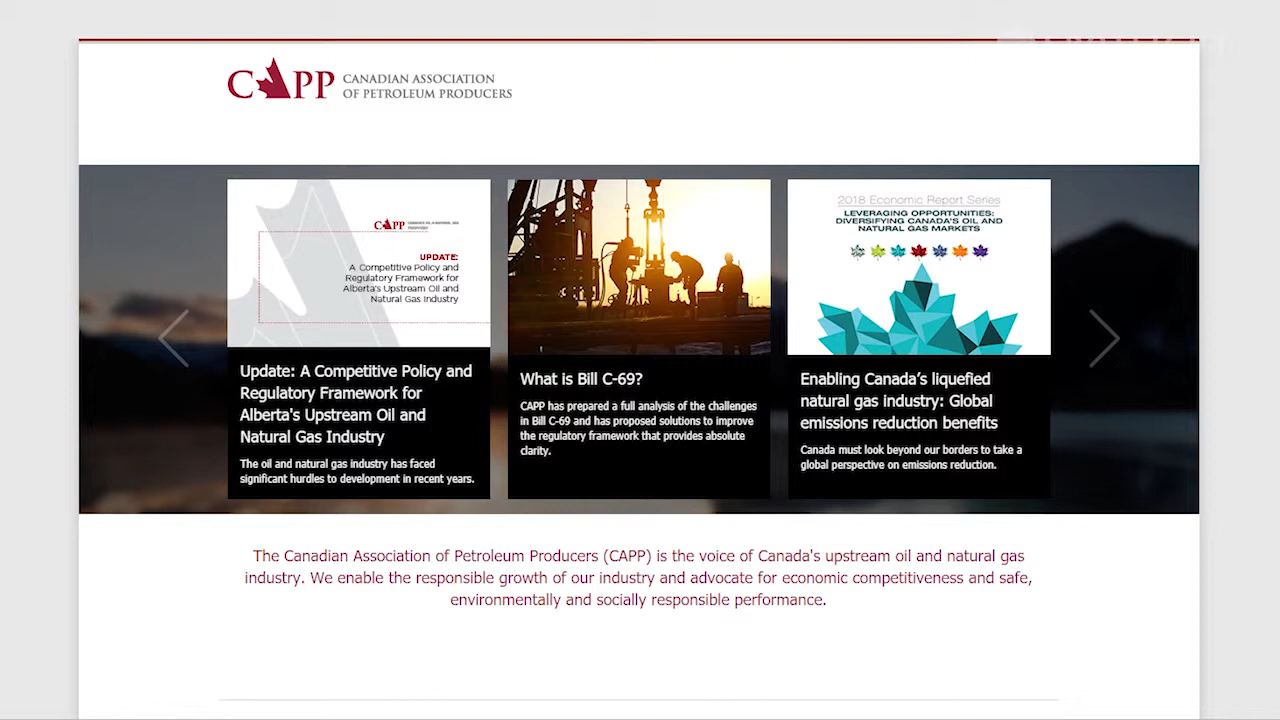 CAPP CANADIAN ASSOCIATION
OF PETROLEUM PRODUCERS
CAPP
UPDATE:
A Competitive Policy and
Regulatory Framework for
Alberta's Upstream Oil and
Natural Gas Industry
Update: A Competitive Policy and
Regulatory Framework for
Alberta's Upstream Oil and
Natural Gas Industry
The oil and natural gas industry has faced
significant hurdles to development in recent years.
What is Bill C-69?
CAPP has prepared a full analysis of the challenges
in Bill C-69 and has proposed solutions to improve
the regulatory framework that provides absolute
clarity.
2018 Economic Report Series
LEVERAGING OPPORTUNITIES:
DIVERSIFYING CANADA'S OIL AND
NATURAL GAS MARKETS
Enabling Canada’s liquefied
natural gas industry: Global
emissions reduction benefits
Canada must look beyond our borders to take a
global perspective on emissions reduction.
The Canadian Association of Petroleum Producers (CAPP) is the voice of Canada's upstream oil and natural gas
industry. We enable the responsible growth of our industry and advocate for economic competitiveness and safe,
environmentally and socially responsible performance.